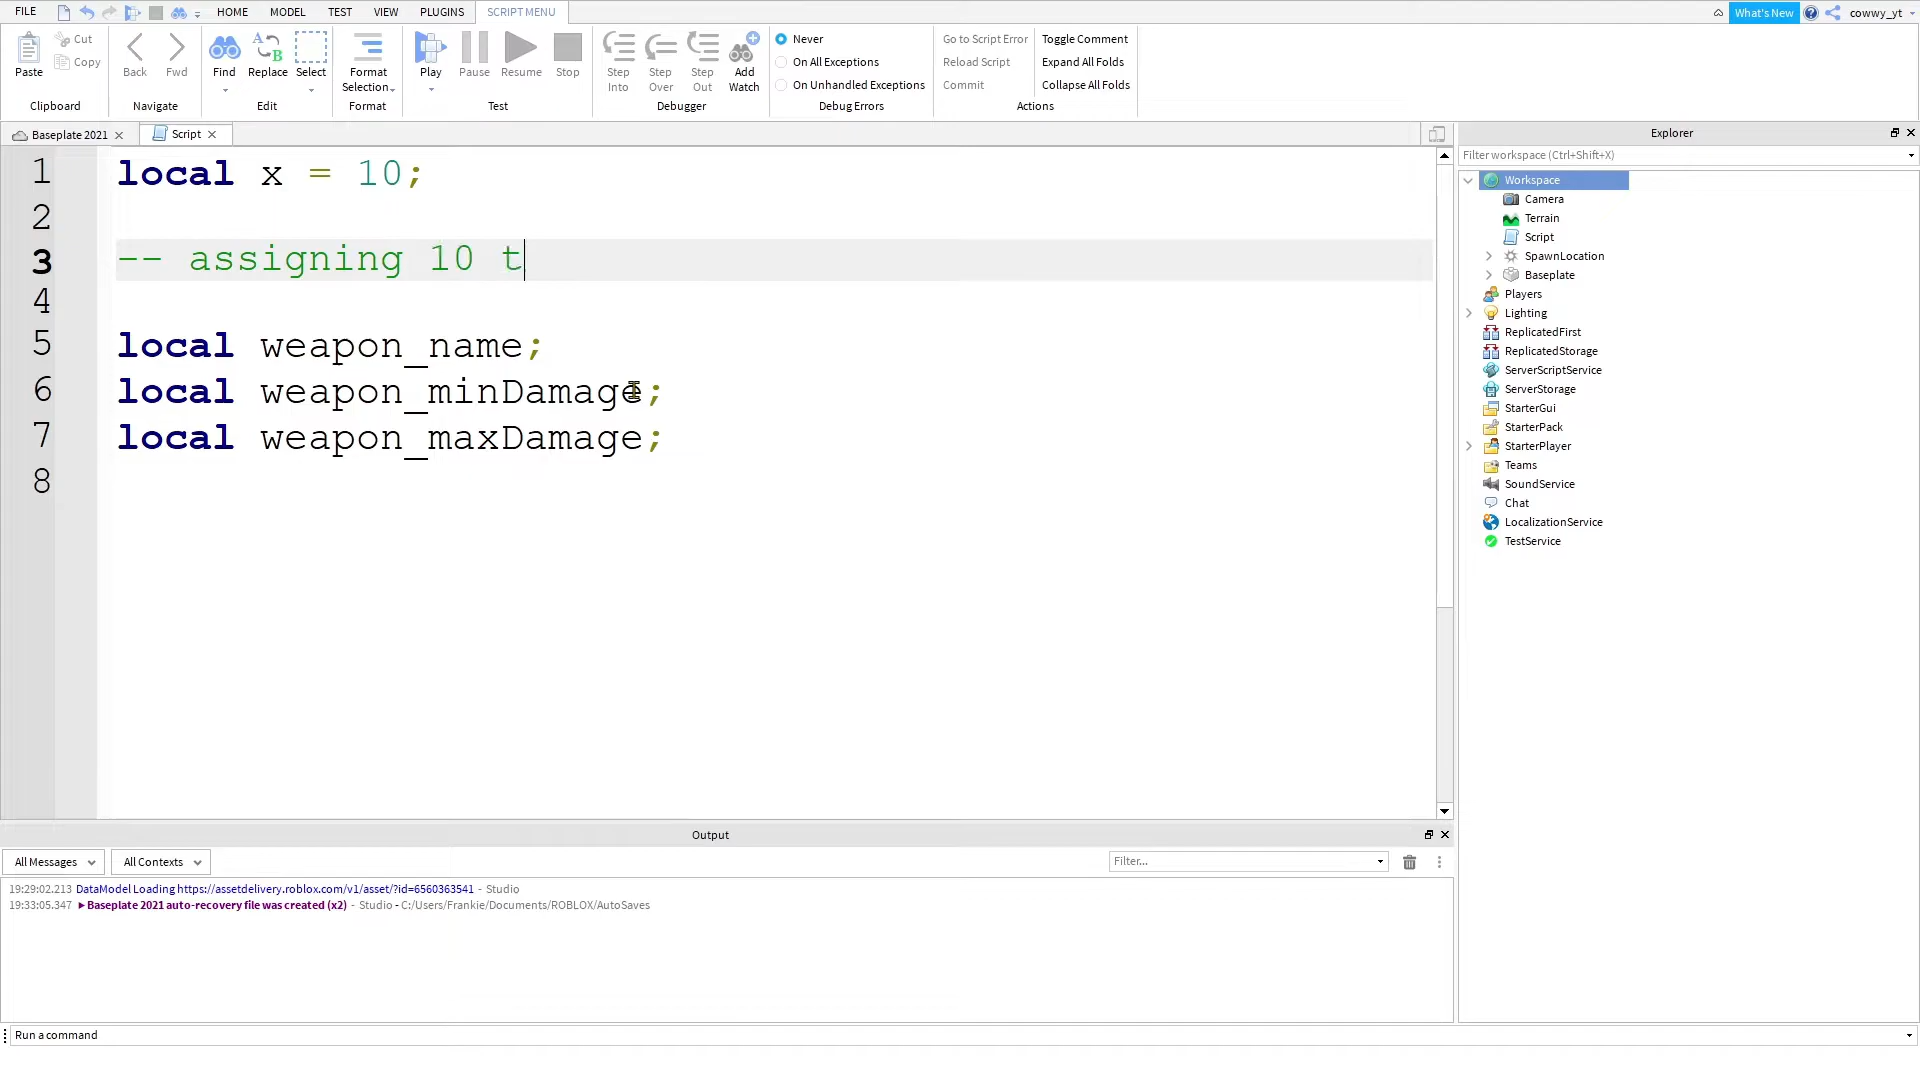 FILE HOME MODEL TEST VIEW PLUGINS SCRIPT MENU What's New cowwy_yt
Paste Cut Copy Clipboard
Back Fwd Navigate
Find Replace Select Edit
Format Selection Format
Play Pause Resume Stop Test
Step Into Step Over Step Out Add Watch Debugger
Never
On All Exceptions
On Unhandled Exceptions
Debug Errors
Go to Script Error
Reload Script
Commit
Toggle Comment
Expand All Folds
Collapse All Folds
Actions
Baseplate 2021 Script
1 local x = 10;
2
3 -- assigning 10 t
4
5 local weapon_name;
6 local weapon_minDamage;
7 local weapon_maxDamage;
8
Explorer
Filter workspace (Ctrl+Shift+X)
Workspace
Camera
Terrain
Script
SpawnLocation
Baseplate
Players
Lighting
ReplicatedFirst
ReplicatedStorage
ServerScriptService
ServerStorage
StarterGui
StarterPack
StarterPlayer
Teams
SoundService
Chat
LocalizationService
TestService
Output
All Messages All Contexts Filter...
19:29:02.213 DataModel Loading https://assetdelivery.roblox.com/v1/asset/?id=6560363541 - Studio
19:33:05.347 Baseplate 2021 auto-recovery file was created (x2) - Studio - C:/Users/Frankie/Documents/ROBLOX/AutoSaves
Run a command